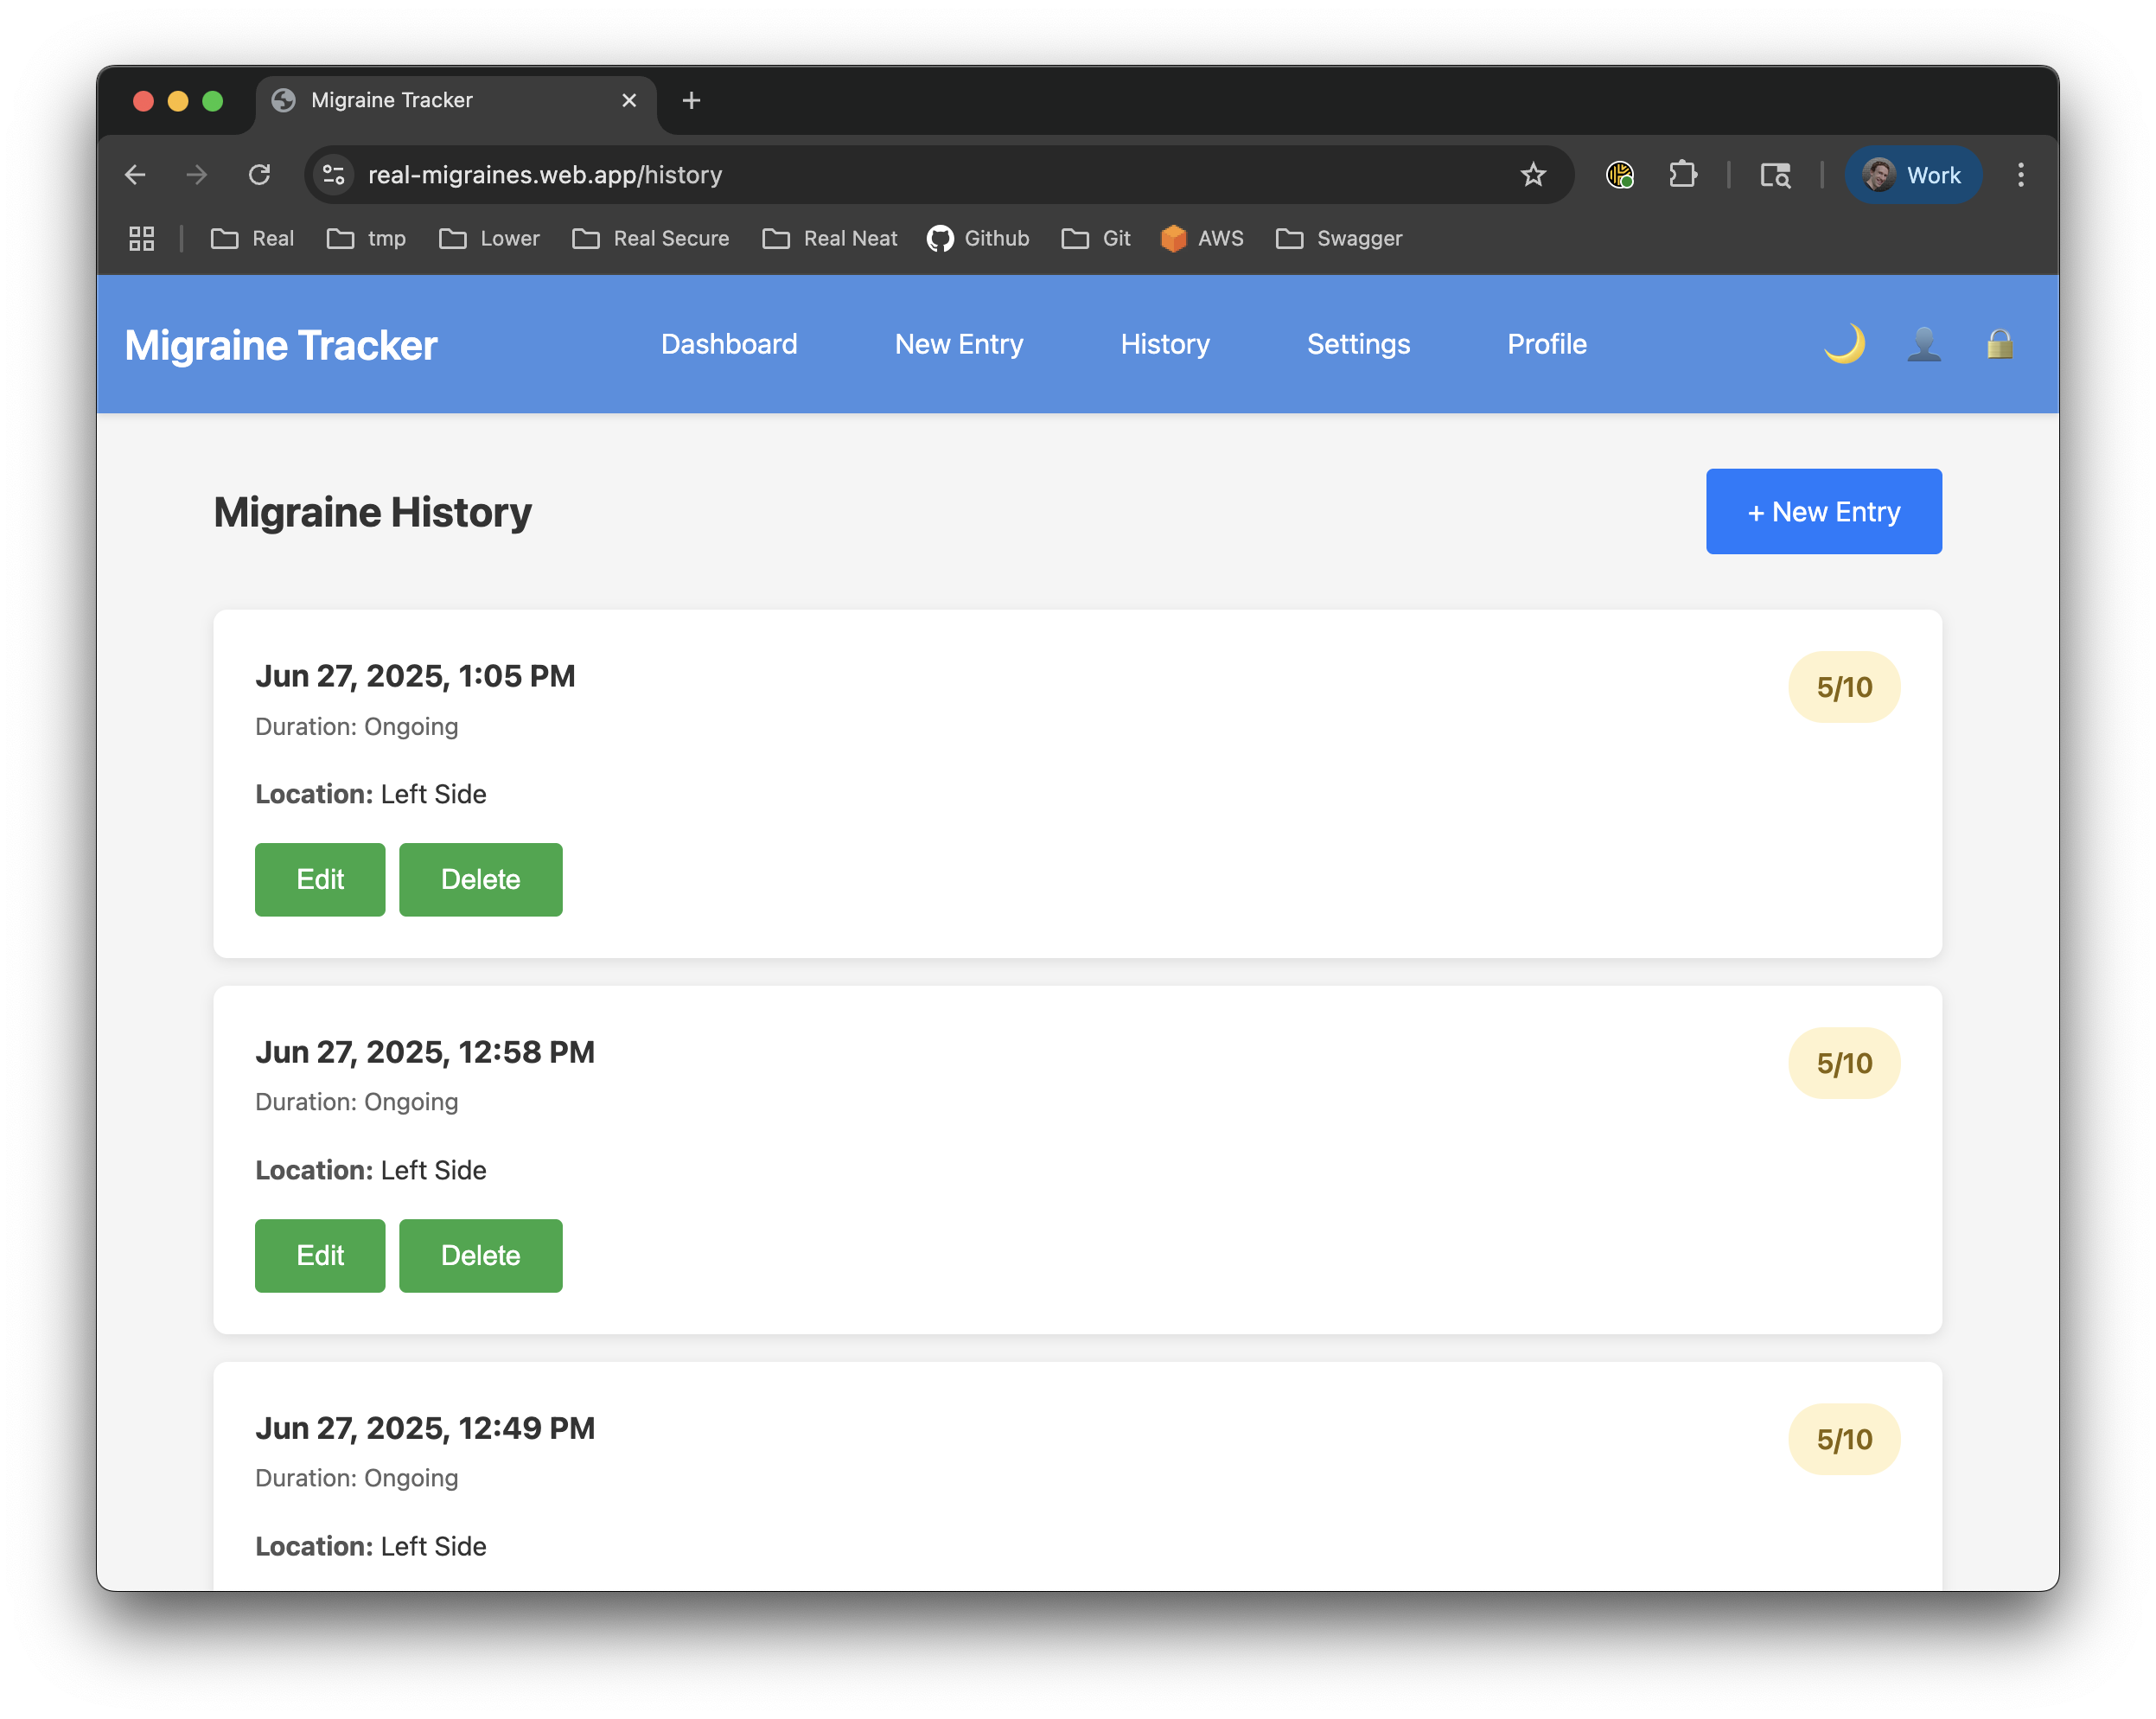 Migraine Tracker
real-migraines.web.app/history
Work
Real
tmp
Lower
Real Secure
Real Neat
Github
Git
AWS
Swagger
Migraine Tracker
Dashboard
New Entry
History
Settings
Profile
Migraine History
+ New Entry
Jun 27, 2025, 1:05 PM
5/10
Duration: Ongoing
Location: Left Side
Edit
Delete
Jun 27, 2025, 12:58 PM
5/10
Duration: Ongoing
Location: Left Side
Edit
Delete
Jun 27, 2025, 12:49 PM
5/10
Duration: Ongoing
Location: Left Side